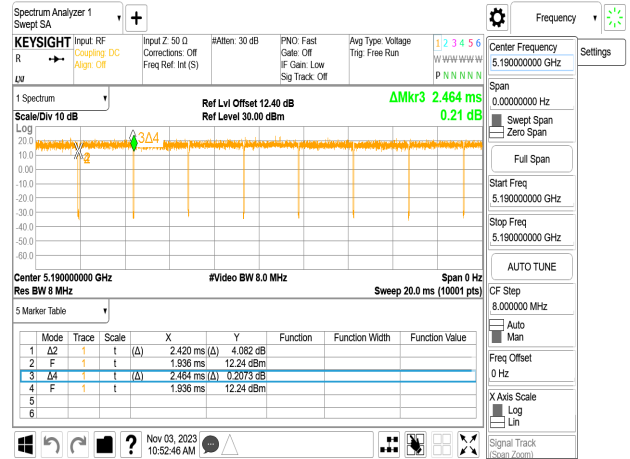 Spectrum Analyzer 1
Swept SA
Frequency
Settings
KEYSIGHT
R
Input: RF
Coupling: DC
Align: Off
Input Z: 50 Ω
Corrections: Off
Freq Ref: Int (S)
#Atten: 30 dB
PNO: Fast
Gate: Off
IF Gain: Low
Sig Track: Off
Avg Type: Voltage
Trig: Free Run
1 2 3 4 5 6
W W W W W W
P N N N N N
1 Spectrum
Scale/Div 10 dB
Ref Lvl Offset 12.40 dB
Ref Level 30.00 dBm
ΔMkr3 2.464 ms
0.21 dB
Log
20.0
10.0
0.00
-10.0
-20.0
-30.0
-40.0
-50.0
-60.0
3Δ4
Center 5.190000000 GHz
Res BW 8 MHz
#Video BW 8.0 MHz
Span 0 Hz
Sweep 20.0 ms (10001 pts)
5 Marker Table
Mode Trace Scale X Y Function Function Width Function Value
1 Δ2 1 t (Δ) 2.420 ms (Δ) 4.082 dB
2 F 1 t 1.936 ms 12.24 dBm
3 Δ4 1 t (Δ) 2.464 ms (Δ) 0.2073 dB
4 F 1 t 1.936 ms 12.24 dBm
5
6
Nov 03, 2023
10:52:46 AM
Center Frequency
5.190000000 GHz
Span
0.00000000 Hz
Swept Span
Zero Span
Full Span
Start Freq
5.190000000 GHz
Stop Freq
5.190000000 GHz
AUTO TUNE
CF Step
8.000000 MHz
Auto
Man
Freq Offset
0 Hz
X Axis Scale
Log
Lin
Signal Track
(Span Zoom)